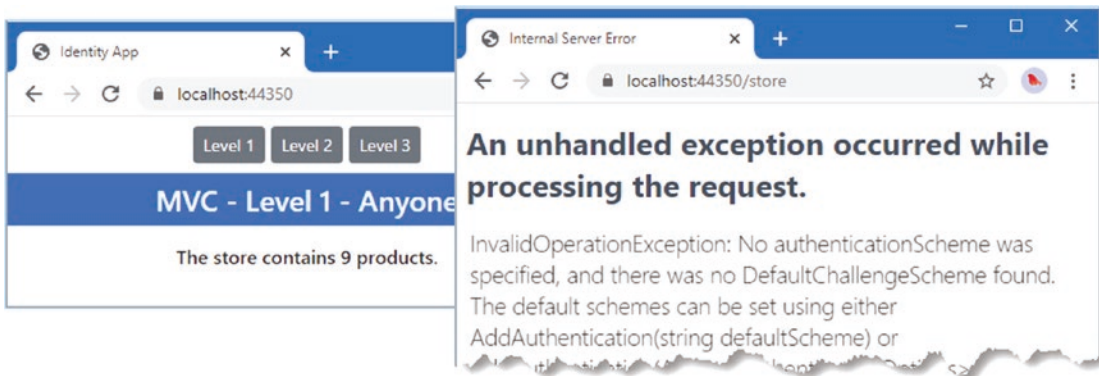 Identity App
localhost:44350
Level 1 Level 2 Level 3
MVC - Level 1 - Anyone
The store contains 9 products.
Internal Server Error
localhost:44350/store
An unhandled exception occurred while
processing the request.
InvalidOperationException: No authenticationScheme was
specified, and there was no DefaultChallengeScheme found.
The default schemes can be set using either
AddAuthentication(string defaultScheme) or